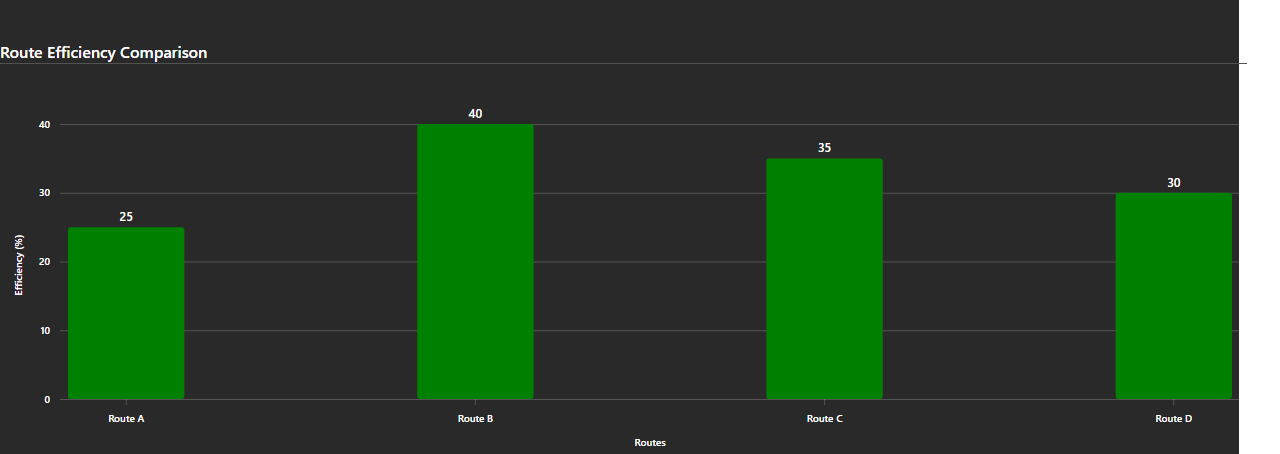 Route Efficiency Comparison
40
40
35
30
30
25
20
Efficiency (%)
10
0
Route A
Route B
Route C
Route D
Routes